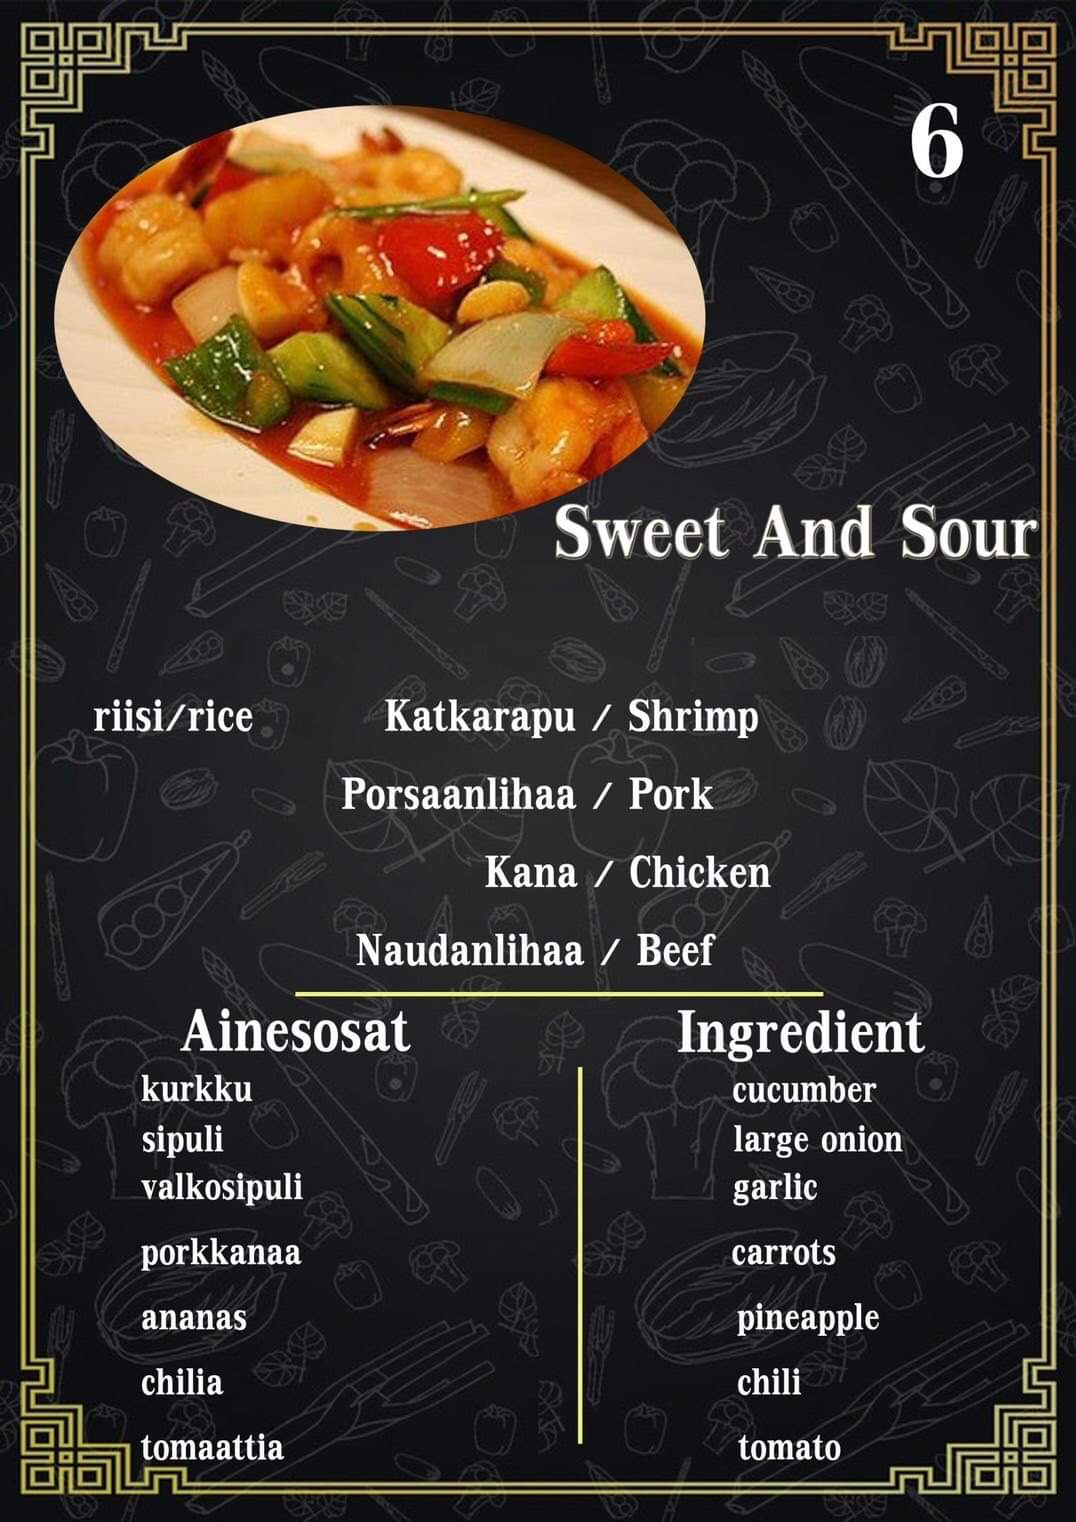 6
Sweet And Sour
riisi/rice
Katkarapu / Shrimp
Porsaanlihaa / Pork
Kana / Chicken
Naudanlihaa / Beef
Ainesosat
kurkku
sipuli
valkosipuli
porkkanaa
ananas
chilia
tomaattia
Ingredient
cucumber
large onion
garlic
carrots
pineapple
chili
tomato